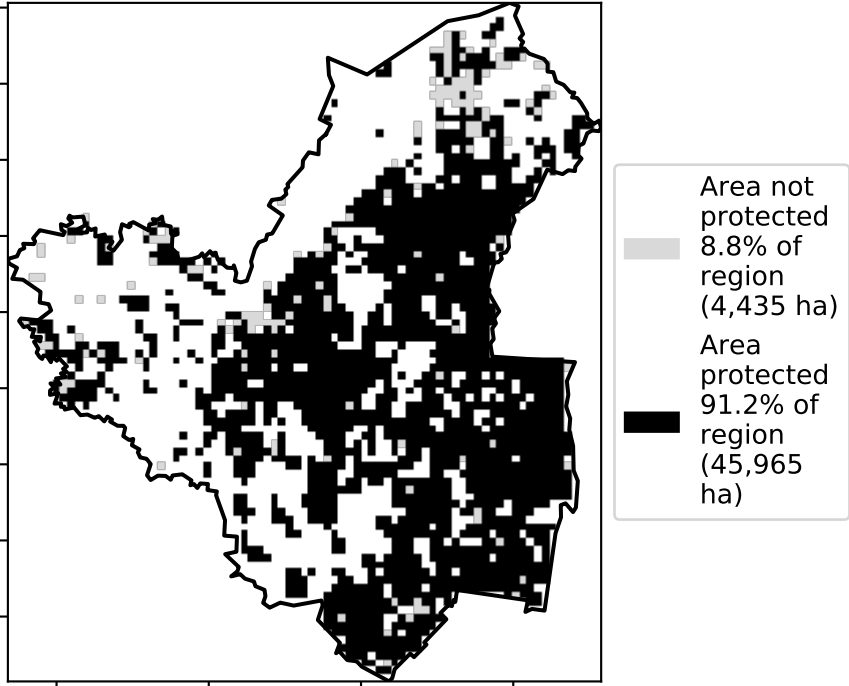 Area not
protected
8.8% of
region
(4,435 ha)
Area
protected
91.2% of
region
(45,965
ha)